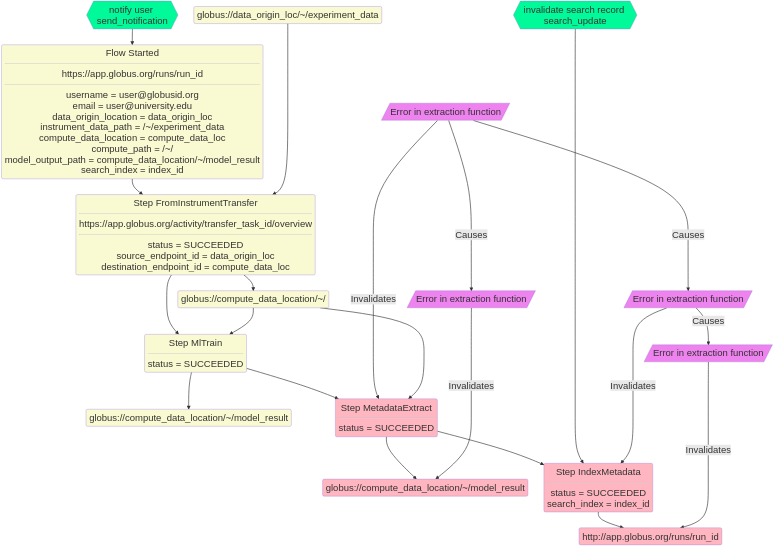 notify user
send_notification
globus://data_origin_loc/~/experiment_data
invalidate search record
search_update
Flow Started
https://app.globus.org/runs/run_id
username = user@globusid.org
email = user@university.edu
data_origin_location = data_origin_loc
instrument_data_path = /~/experiment_data
compute_data_location = compute_data_loc
compute_path = /~/
model_output_path = compute_data_location/~/model_result
search_index = index_id
Error in extraction function
Step FromInstrumentTransfer
https://app.globus.org/activity/transfer_task_id/overview
status = SUCCEEDED
source_endpoint_id = data_origin_loc
destination_endpoint_id = compute_data_loc
Causes
Causes
globus://compute_data_location/~/
Invalidates
Error in extraction function
Error in extraction function
Causes
Step MlTrain
status = SUCCEEDED
Error in extraction function
Invalidates
Invalidates
globus://compute_data_location/~/model_result
Step MetadataExtract
status = SUCCEEDED
Invalidates
Step IndexMetadata
status = SUCCEEDED
search_index = index_id
globus://compute_data_location/~/model_result
http://app.globus.org/runs/run_id